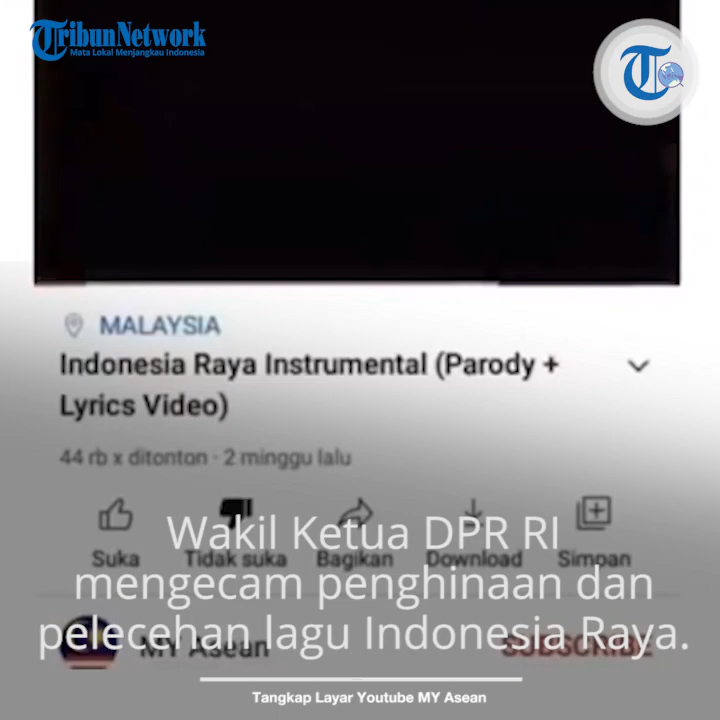 TribunNetwork
Mata Lokal Menjangkau Indonesia
T
MALAYSIA
Indonesia Raya Instrumental (Parody +
Lyrics Video)
44 rb x ditonton · 2 minggu lalu
Suka Tidak suka Bagikan Download Simpan
Wakil Ketua DPR RI
mengecam penghinaan dan
pelecehan lagu Indonesia Raya.
MY Asean SUBSCRIBE
Tangkap Layar Youtube MY Asean